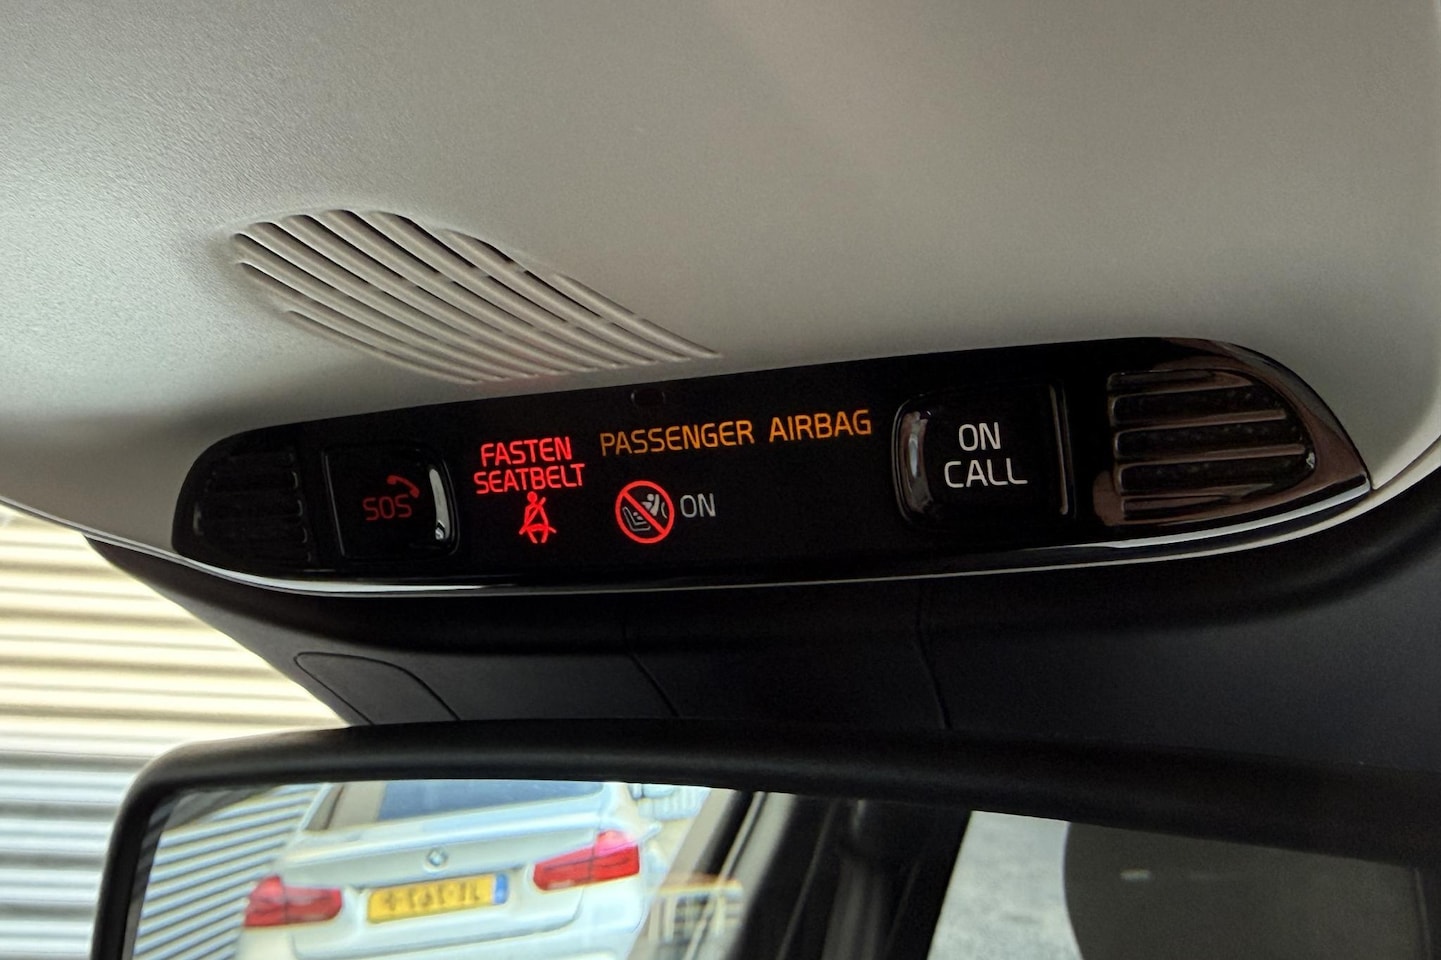 SOS
FASTEN
SEATBELT
PASSENGER AIRBAG
ON
ON
CALL